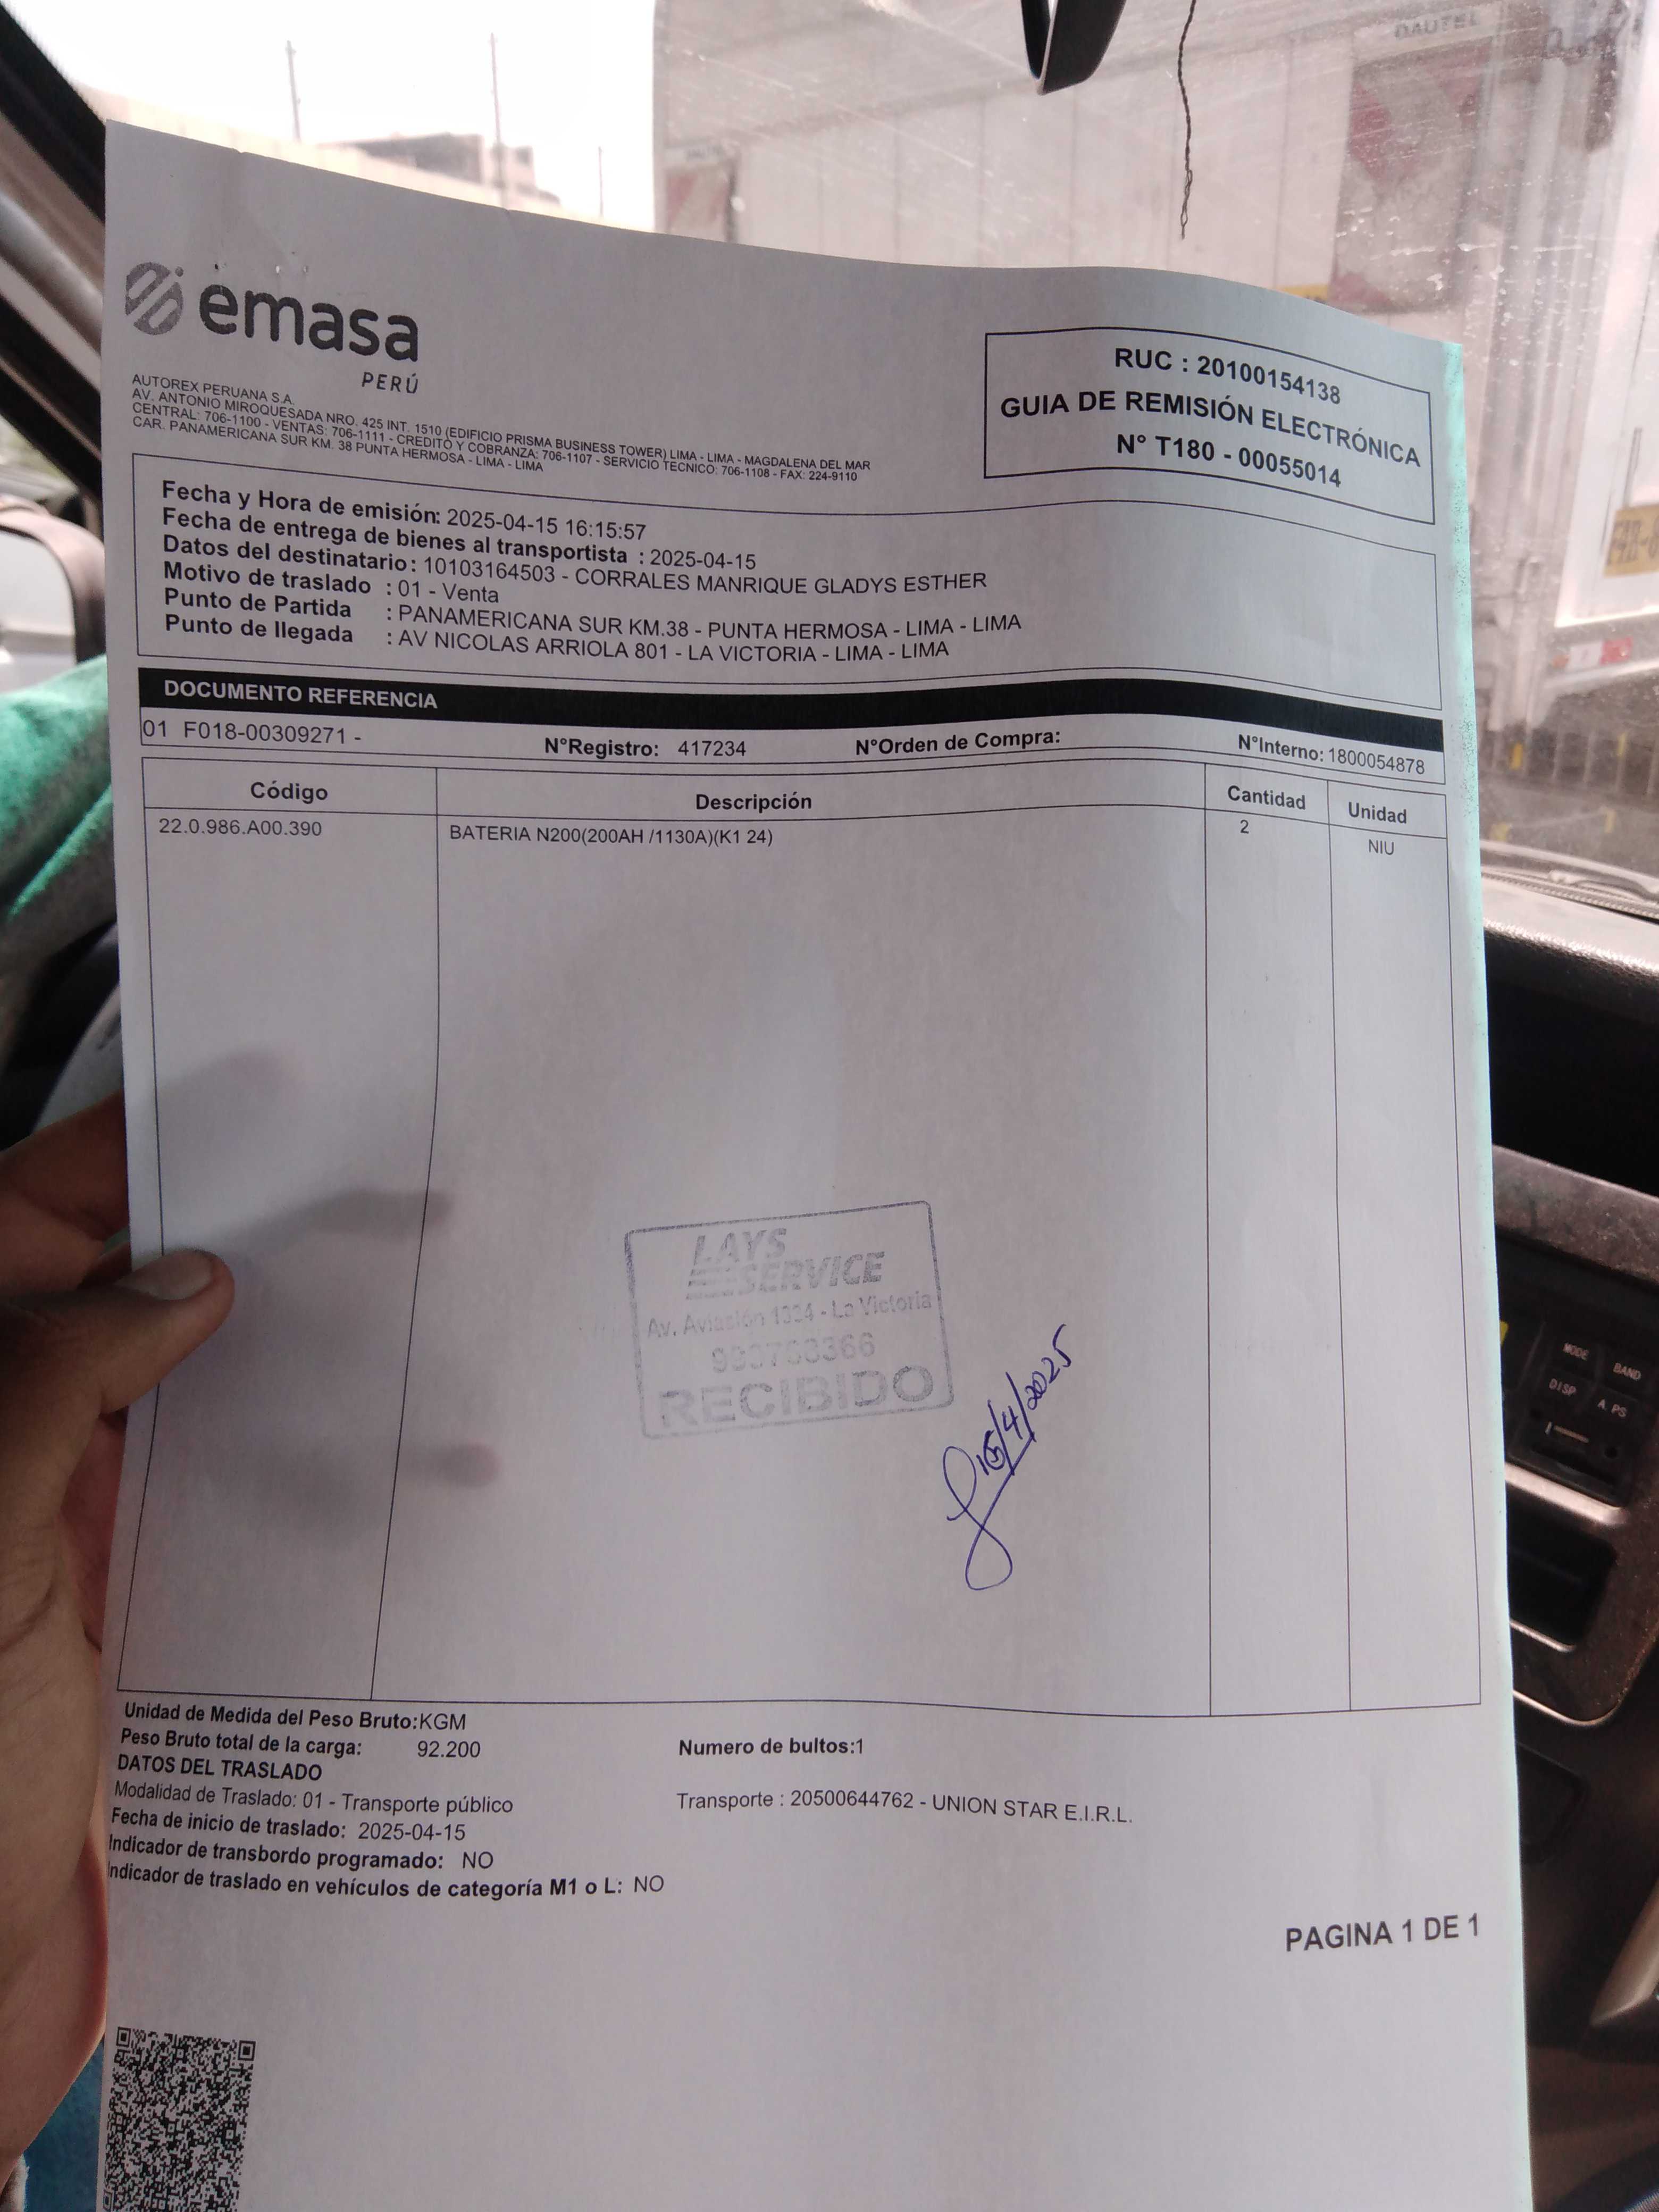 DAUTEL
emasa
PERÚ
AUTOREX PERUANA S.A.
AV. ANTONIO MIROQUESADA NRO. 425 INT. 1510 (EDIFICIO PRISMA BUSINESS TOWER) LIMA - LIMA - MAGDALENA DEL MAR
CENTRAL: 706-1100 - VENTAS: 706-1111 - CREDITO Y COBRANZA: 706-1107 - SERVICIO TECNICO: 706-1108 - FAX: 224-9110
CAR. PANAMERICANA SUR KM. 38 PUNTA HERMOSA - LIMA - LIMA
RUC : 20100154138
GUIA DE REMISIÓN ELECTRÓNICA
N° T180 - 00055014
Fecha y Hora de emisión: 2025-04-15 16:15:57
Fecha de entrega de bienes al transportista : 2025-04-15
Datos del destinatario: 10103164503 - CORRALES MANRIQUE GLADYS ESTHER
Motivo de traslado : 01 - Venta
Punto de Partida : PANAMERICANA SUR KM.38 - PUNTA HERMOSA - LIMA - LIMA
Punto de llegada : AV NICOLAS ARRIOLA 801 - LA VICTORIA - LIMA - LIMA
DOCUMENTO REFERENCIA
01 F018-00309271 - N°Registro: 417234 N°Orden de Compra: N°Interno: 1800054878
Código Descripción Cantidad Unidad
22.0.986.A00.390 BATERIA N200(200AH /1130A)(K1 24) 2 NIU
LAYS
SERVICE
Av. Aviasión 1334 - La Victoria
RECIBIDO
/4/2025
Unidad de Medida del Peso Bruto:KGM
Peso Bruto total de la carga: 92.200 Numero de bultos:1
DATOS DEL TRASLADO
Modalidad de Traslado: 01 - Transporte público Transporte : 20500644762 - UNION STAR E.I.R.L.
Fecha de inicio de traslado: 2025-04-15
Indicador de transbordo programado: NO
Indicador de traslado en vehículos de categoría M1 o L: NO
PAGINA 1 DE 1
MODE
BAND
DISP
A.PS